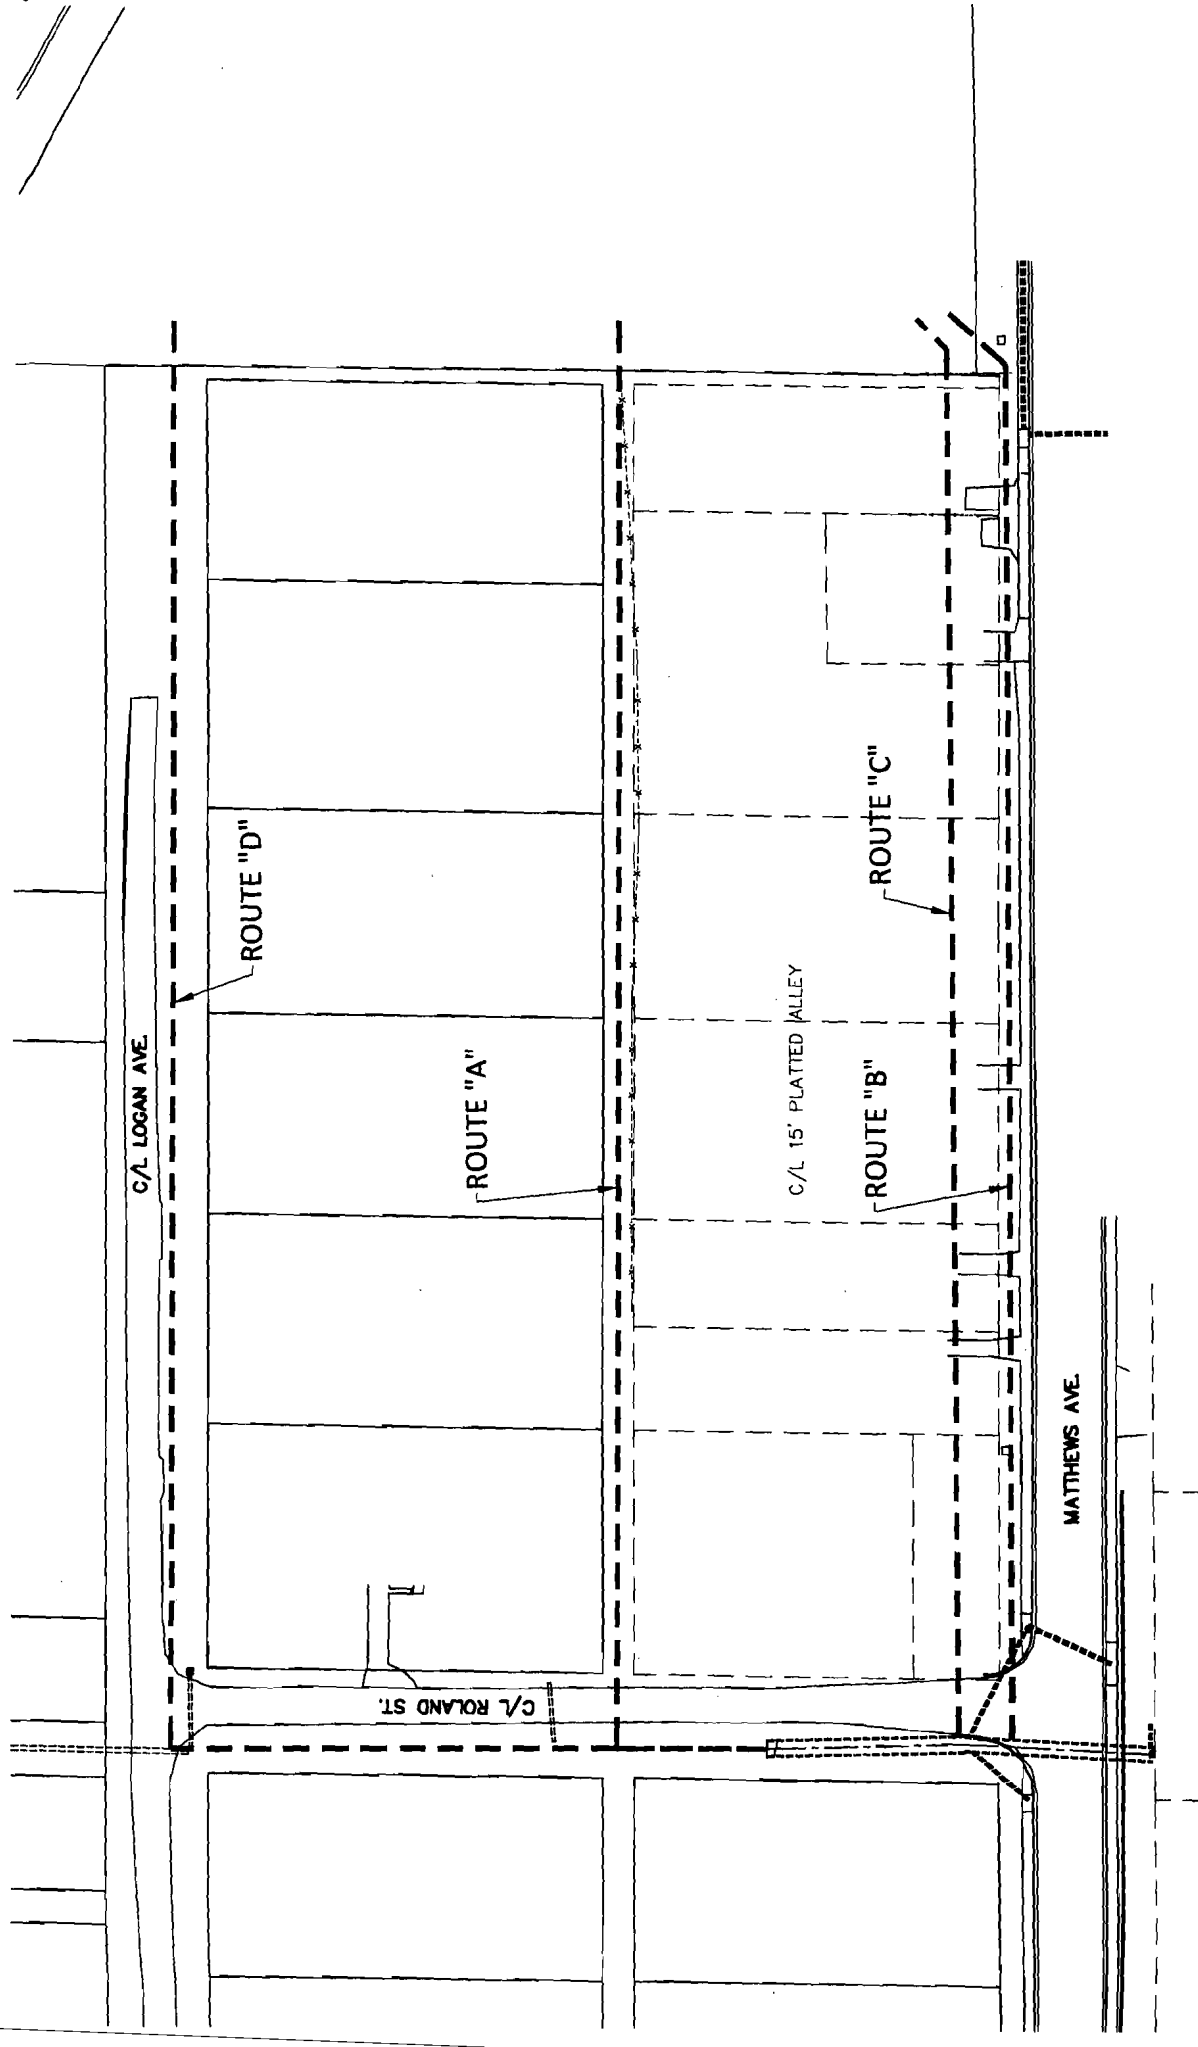 C/L LOGAN AVE.
ROUTE "D"
ROUTE "A"
ROUTE "C"
C/L 15' PLATTED ALLEY
ROUTE "B"
MATTHEWS AVE.
C/L ROLAND ST.